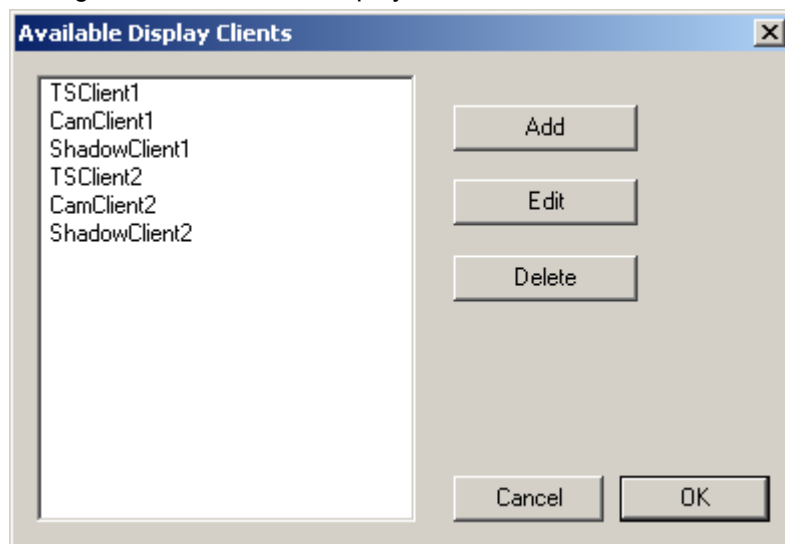 Available Display Clients
TSClient1
CamClient1
ShadowClient1
TSClient2
CamClient2
ShadowClient2
Add
Edit
Delete
Cancel
OK